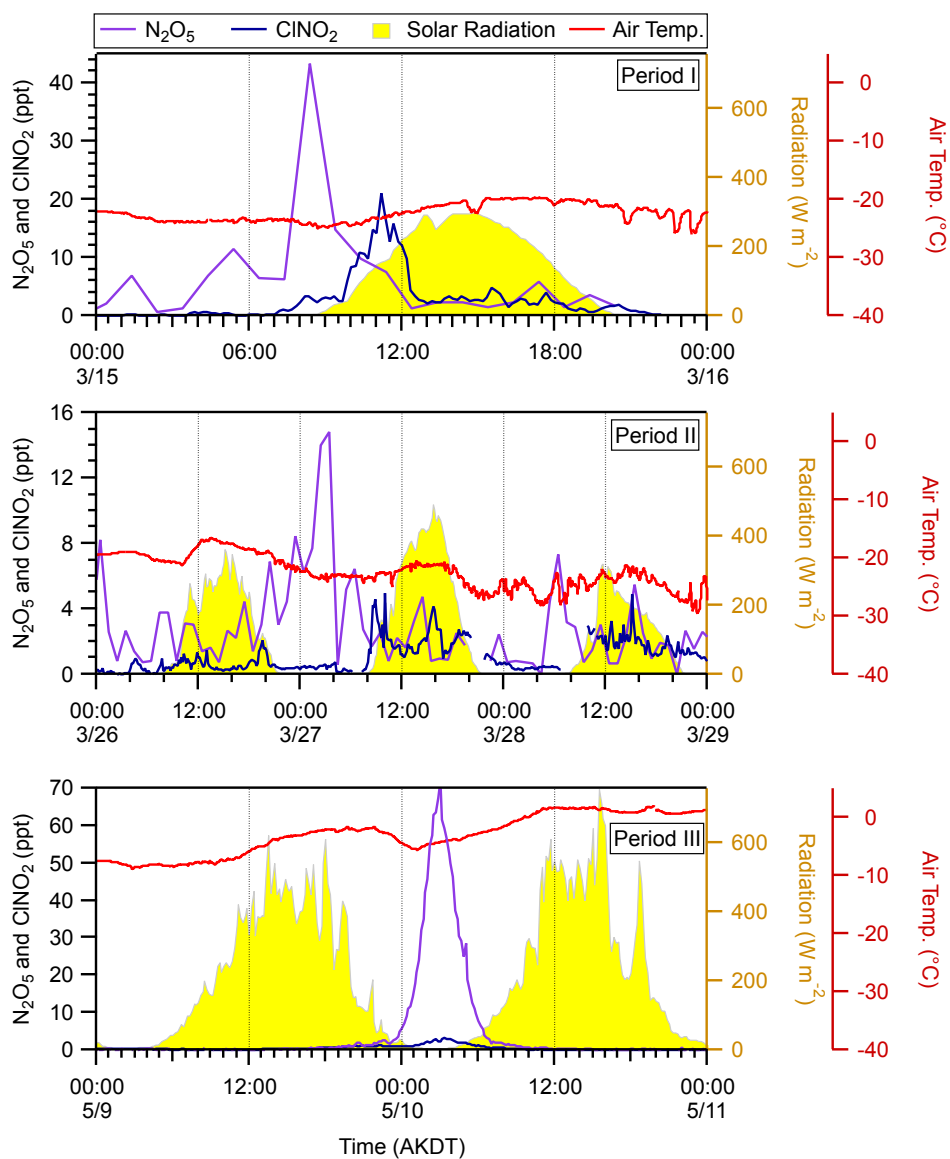 N₂O₅ ClNO₂ Solar Radiation Air Temp.
Period I
N₂O₅ and ClNO₂ (ppt)
40
30
20
10
0
600
400
200
0
Radiation (W m⁻²)
0
-10
-20
-30
-40
Air Temp. (°C)
00:00 06:00 12:00 18:00 00:00
3/15 3/16
Period II
N₂O₅ and ClNO₂ (ppt)
16
12
8
4
0
600
400
200
0
Radiation (W m⁻²)
0
-10
-20
-30
-40
Air Temp. (°C)
00:00 12:00 00:00 12:00 00:00 12:00 00:00
3/26 3/27 3/28 3/29
Period III
N₂O₅ and ClNO₂ (ppt)
70
60
50
40
30
20
10
0
600
400
200
0
Radiation (W m⁻²)
0
-10
-20
-30
-40
Air Temp. (°C)
00:00 12:00 00:00 12:00 00:00
5/9 5/10 5/11
Time (AKDT)